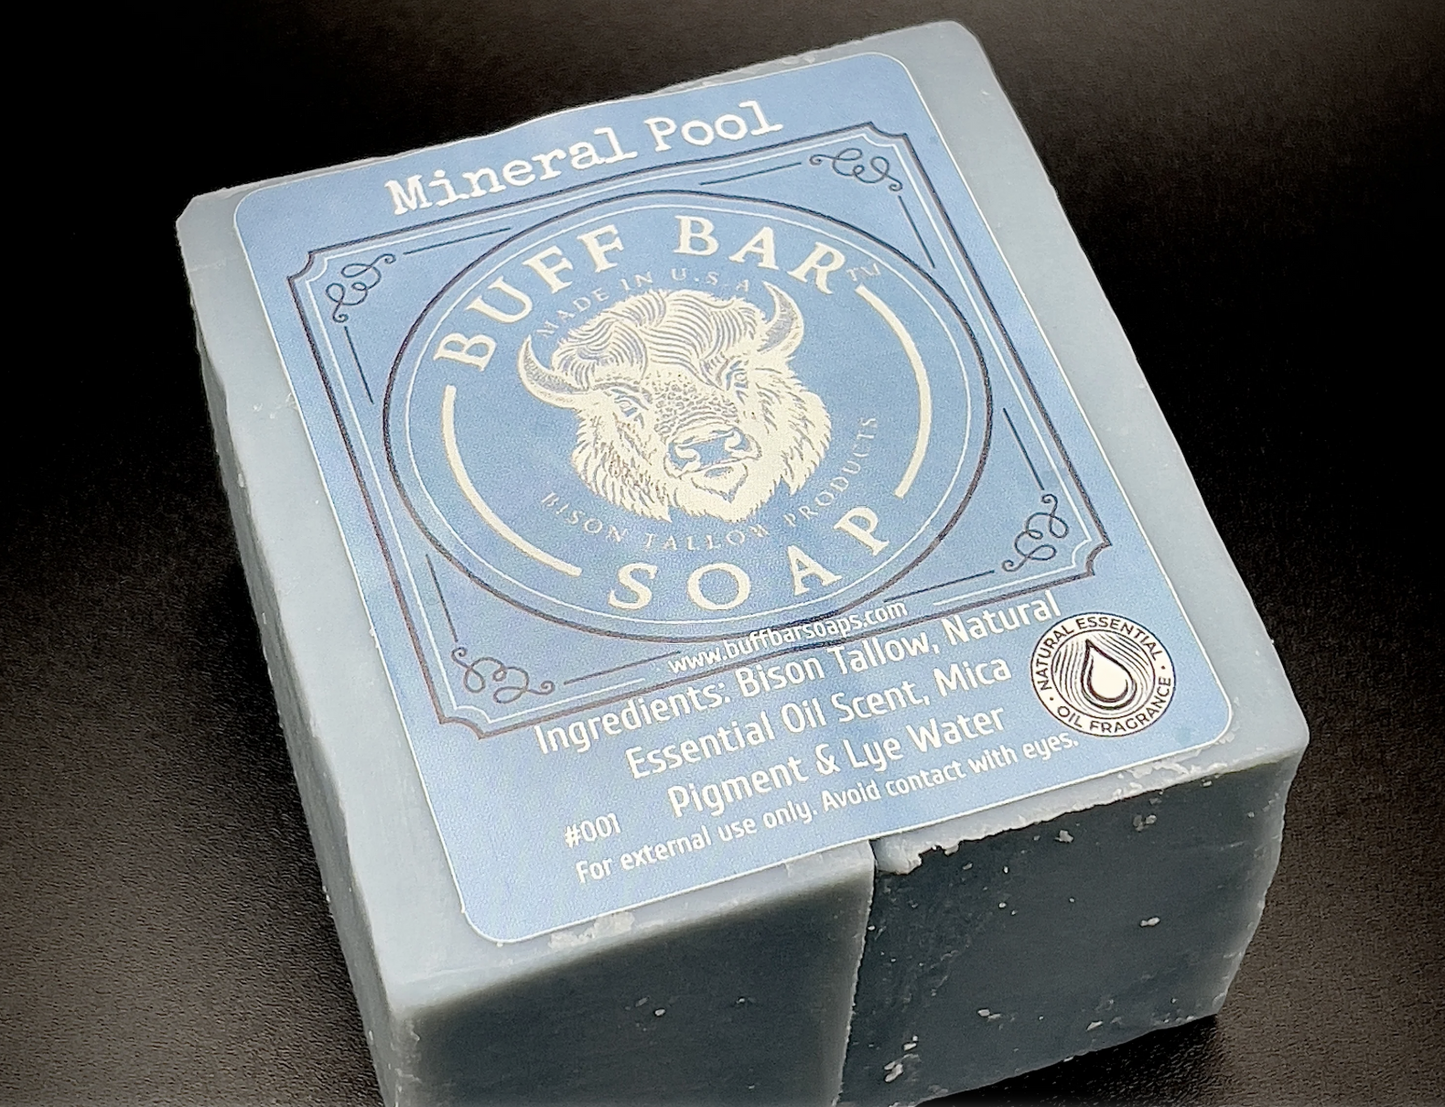 Mineral Pool
BUFF BAR™
MADE IN U.S.A
BISON TALLOW PRODUCTS
SOAP
www.buffbarsoaps.com
Ingredients: Bison Tallow, Natural
Essential Oil Scent, Mica
Pigment & Lye Water
#001
For external use only. Avoid contact with eyes.
NATURAL ESSENTIAL
• OIL FRAGRANCE •